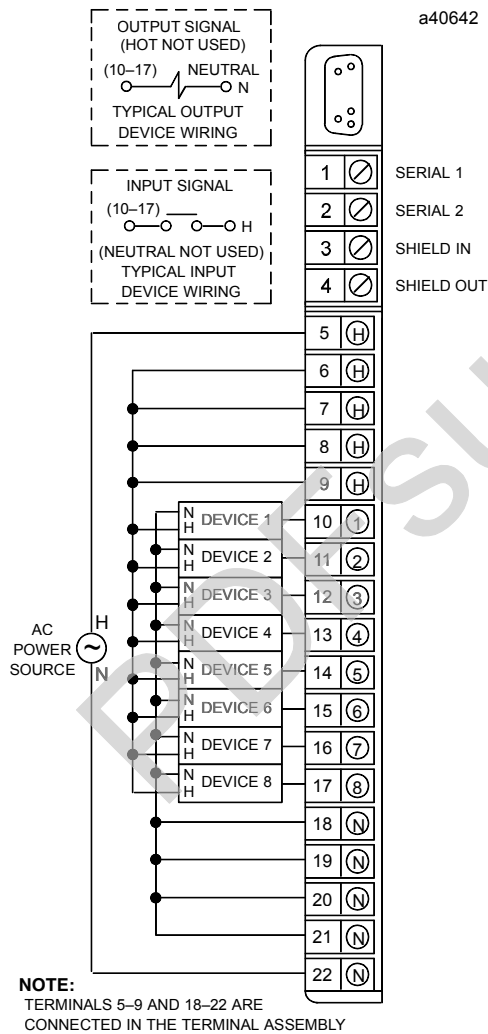 a40642
OUTPUT SIGNAL
(HOT NOT USED)
(10–17) NEUTRAL
N
TYPICAL OUTPUT
DEVICE WIRING
INPUT SIGNAL
(10–17)
H
(NEUTRAL NOT USED)
TYPICAL INPUT
DEVICE WIRING
1 SERIAL 1
2 SERIAL 2
3 SHIELD IN
4 SHIELD OUT
5 H
6 H
7 H
8 H
9 H
N
H DEVICE 1 10 1
N
H DEVICE 2 11 2
N
H DEVICE 3 12 3
N
H DEVICE 4 13 4
N
H DEVICE 5 14 5
N
H DEVICE 6 15 6
N
H DEVICE 7 16 7
N
H DEVICE 8 17 8
H
AC
POWER
SOURCE
N
18 N
19 N
20 N
21 N
22 N
NOTE:
TERMINALS 5–9 AND 18–22 ARE
CONNECTED IN THE TERMINAL ASSEMBLY